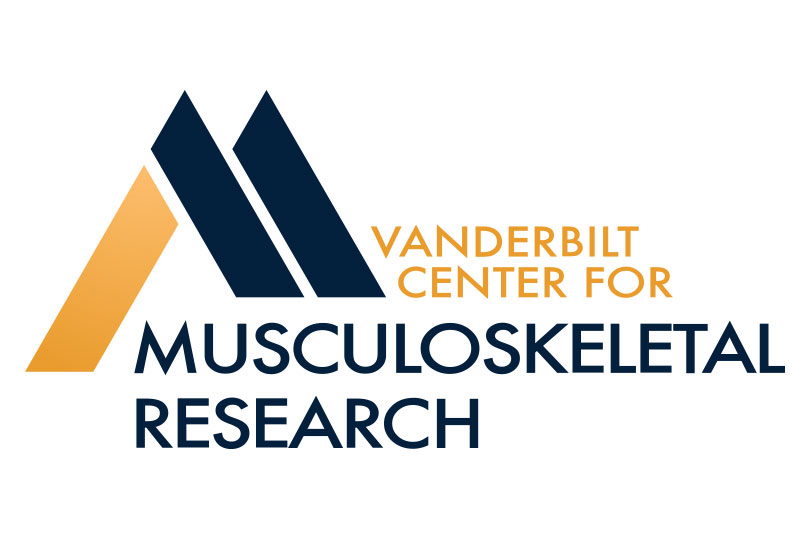 VANDERBILT
CENTER FOR
MUSCULOSKELETAL
RESEARCH